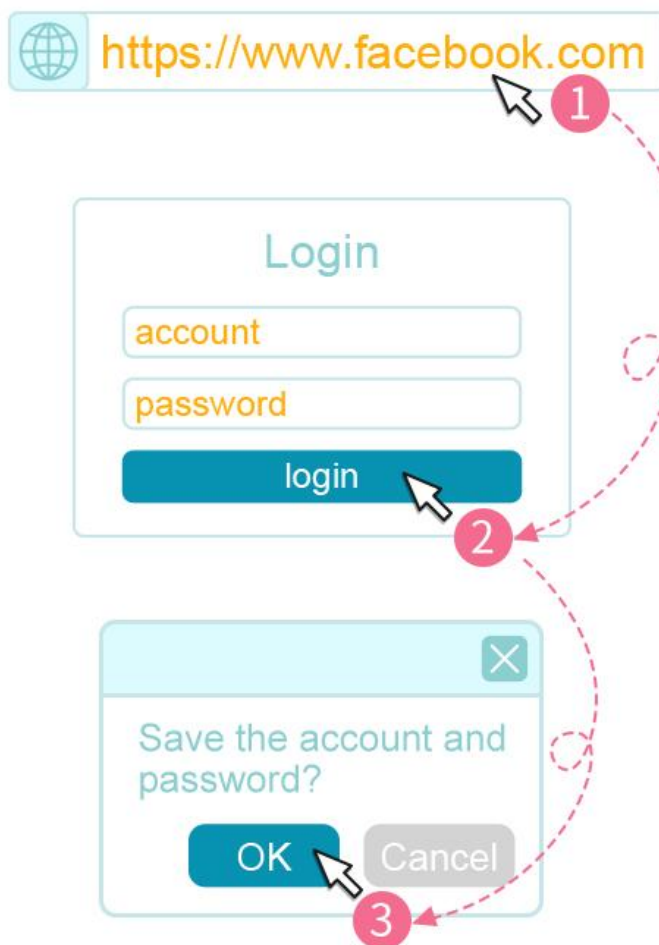 https://www.facebook.com
1
Login
account
password
login
2
Save the account and
password?
OK
Cancel
3